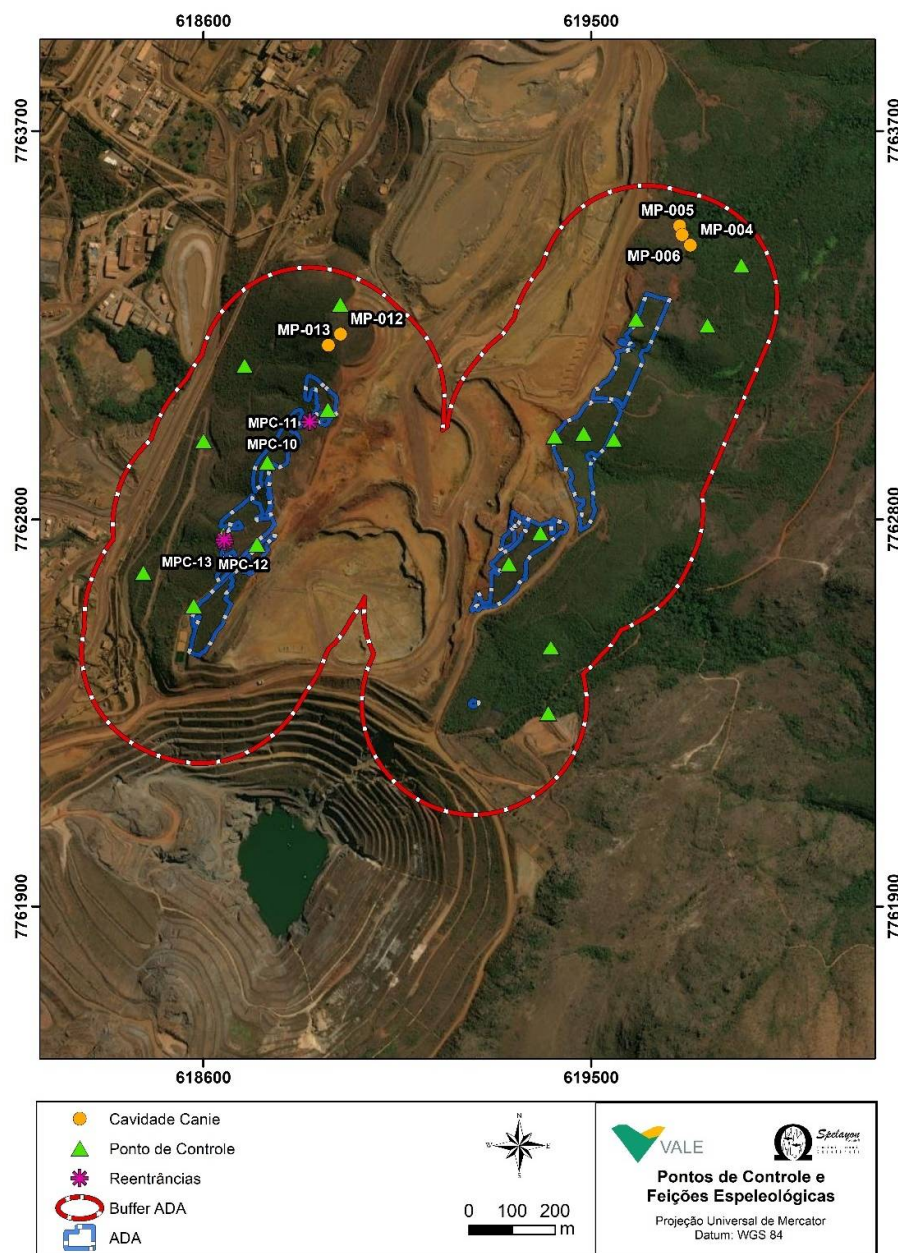 618600
619500
7763700
7763700
MP-005
MP-004
MP-006
MP-013
MP-012
MPC-11
MPC-10
7762800
7762800
MPC-13
MPC-12
7761900
7761900
618600
619500
Cavidade Canie
Ponto de Controle
Reentrâncias
Buffer ADA
ADA
N
W
E
S
0 100 200
m
VALE
Spelayon
Pontos de Controle e
Feições Espeleológicas
Projeção Universal de Mercator
Datum: WGS 84